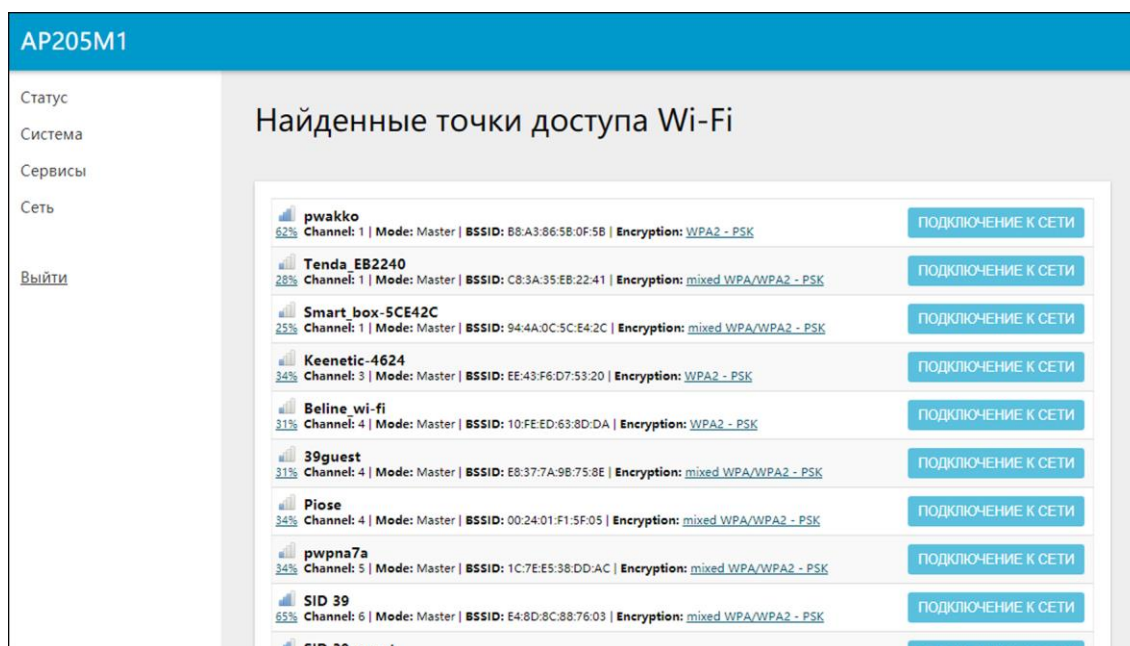 AP205M1
Статус
Система
Сервисы
Сеть
Выйти
Найденные точки доступа Wi-Fi
pwakko
62% Channel: 1 | Mode: Master | BSSID: B8:A3:86:5B:0F:5B | Encryption: WPA2 - PSK
ПОДКЛЮЧЕНИЕ К СЕТИ
Tenda_EB2240
28% Channel: 1 | Mode: Master | BSSID: C8:3A:35:EB:22:41 | Encryption: mixed WPA/WPA2 - PSK
ПОДКЛЮЧЕНИЕ К СЕТИ
Smart_box-5CE42C
25% Channel: 1 | Mode: Master | BSSID: 94:4A:0C:5C:E4:2C | Encryption: mixed WPA/WPA2 - PSK
ПОДКЛЮЧЕНИЕ К СЕТИ
Keenetic-4624
34% Channel: 3 | Mode: Master | BSSID: EE:43:F6:D7:53:20 | Encryption: WPA2 - PSK
ПОДКЛЮЧЕНИЕ К СЕТИ
Beline_wi-fi
31% Channel: 4 | Mode: Master | BSSID: 10:FE:ED:63:8D:DA | Encryption: WPA2 - PSK
ПОДКЛЮЧЕНИЕ К СЕТИ
39guest
31% Channel: 4 | Mode: Master | BSSID: E8:37:7A:9B:75:8E | Encryption: mixed WPA/WPA2 - PSK
ПОДКЛЮЧЕНИЕ К СЕТИ
Piose
34% Channel: 4 | Mode: Master | BSSID: 00:24:01:F1:5F:05 | Encryption: mixed WPA/WPA2 - PSK
ПОДКЛЮЧЕНИЕ К СЕТИ
pwpna7a
34% Channel: 5 | Mode: Master | BSSID: 1C:7E:E5:38:DD:AC | Encryption: mixed WPA/WPA2 - PSK
ПОДКЛЮЧЕНИЕ К СЕТИ
SID 39
65% Channel: 6 | Mode: Master | BSSID: E4:8D:8C:88:76:03 | Encryption: mixed WPA/WPA2 - PSK
ПОДКЛЮЧЕНИЕ К СЕТИ